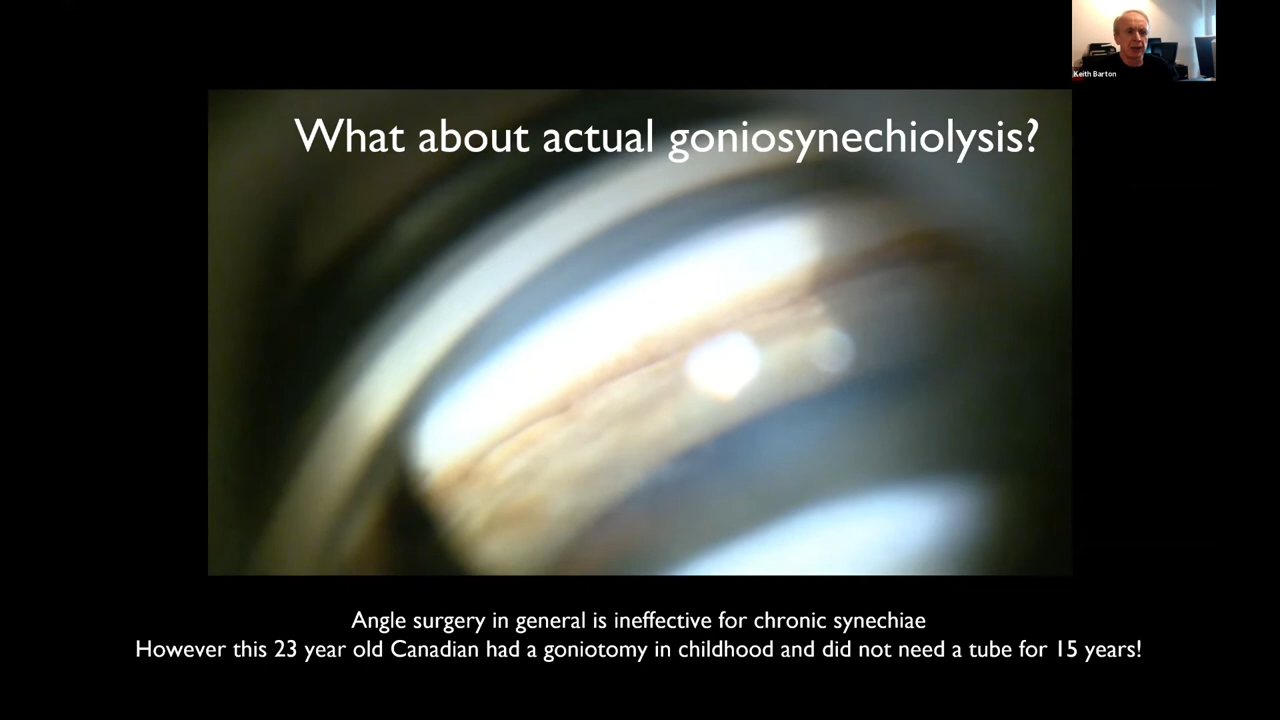 Keith Barton
What about actual goniosynechiolysis?
Angle surgery in general is ineffective for chronic synechiae
However this 23 year old Canadian had a goniotomy in childhood and did not need a tube for 15 years!